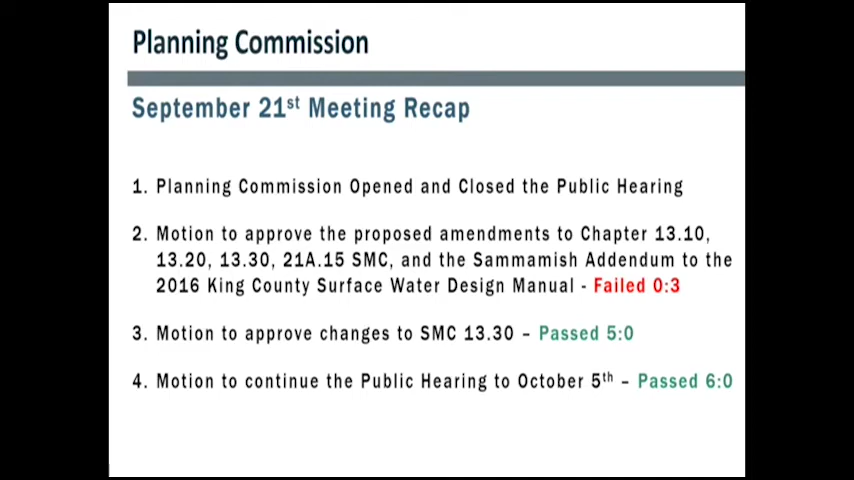 Planning Commission
September 21st Meeting Recap
1. Planning Commission Opened and Closed the Public Hearing
2. Motion to approve the proposed amendments to Chapter 13.10,
13.20, 13.30, 21A.15 SMC, and the Sammamish Addendum to the
2016 King County Surface Water Design Manual - Failed 0:3
3. Motion to approve changes to SMC 13.30 – Passed 5:0
4. Motion to continue the Public Hearing to October 5th – Passed 6:0